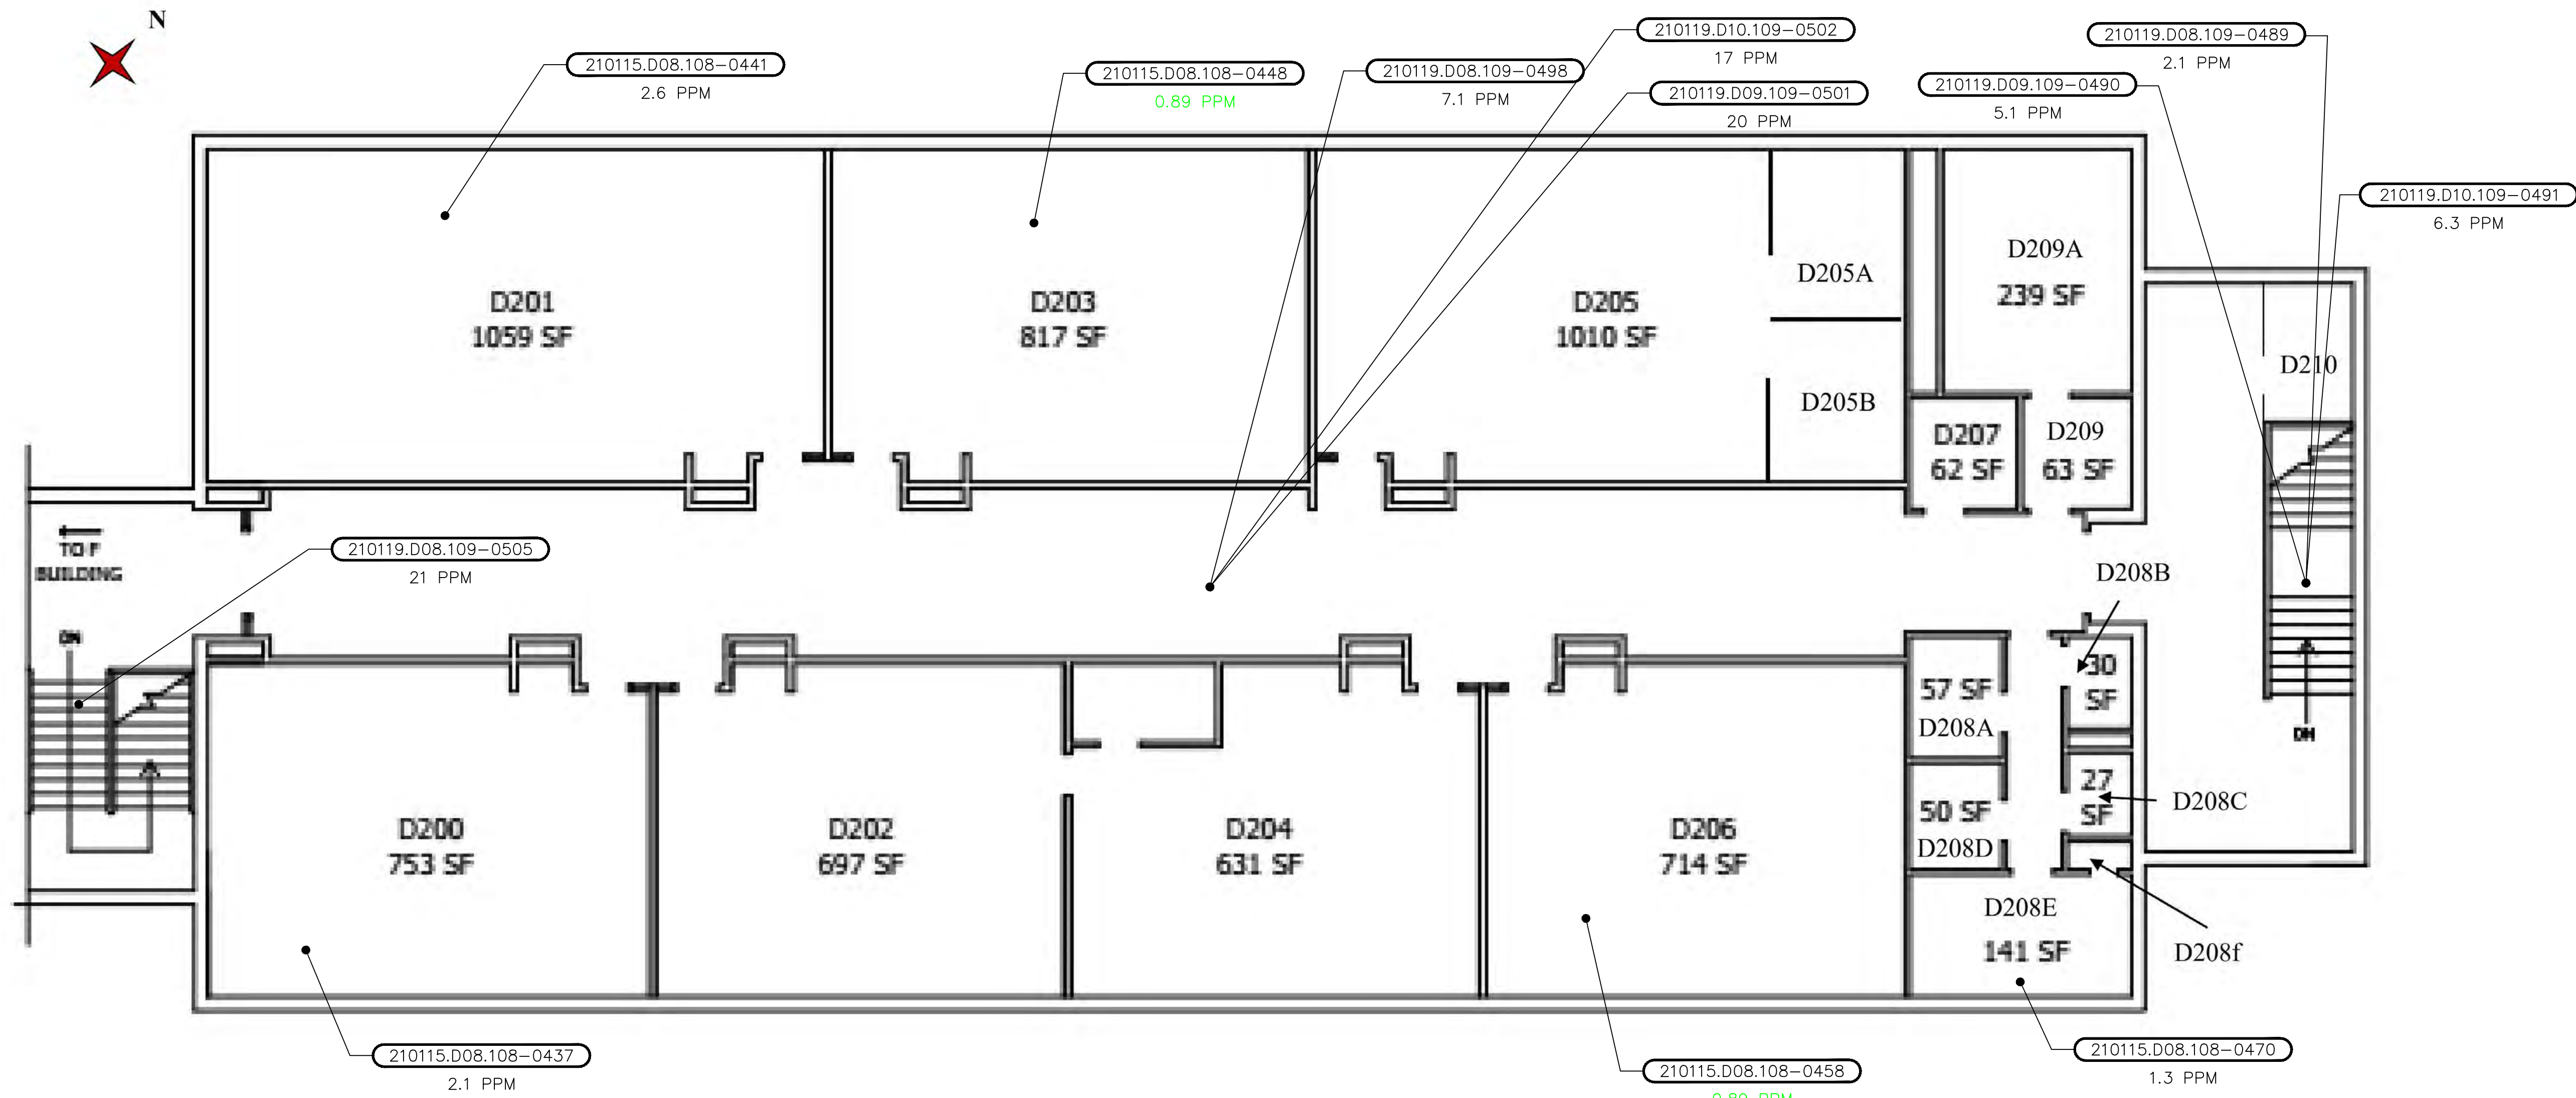 N
210115.D08.108-0441
2.6 PPM
210115.D08.108-0448
0.89 PPM
210119.D08.109-0498
7.1 PPM
210119.D10.109-0502
17 PPM
210119.D09.109-0501
20 PPM
210119.D08.109-0489
2.1 PPM
210119.D09.109-0490
5.1 PPM
210119.D10.109-0491
6.3 PPM
D201
1059 SF
D203
817 SF
D205
1010 SF
D205A
D205B
D209A
239 SF
D210
D207
62 SF
D209
63 SF
TO F
BUILDING
210119.D08.109-0505
21 PPM
DN
D208B
30
SF
57 SF
D208A
DN
27
SF
D208C
50 SF
D208D
D200
753 SF
D202
697 SF
D204
631 SF
D206
714 SF
D208E
141 SF
D208f
210115.D08.108-0437
2.1 PPM
210115.D08.108-0458
210115.D08.108-0470
1.3 PPM